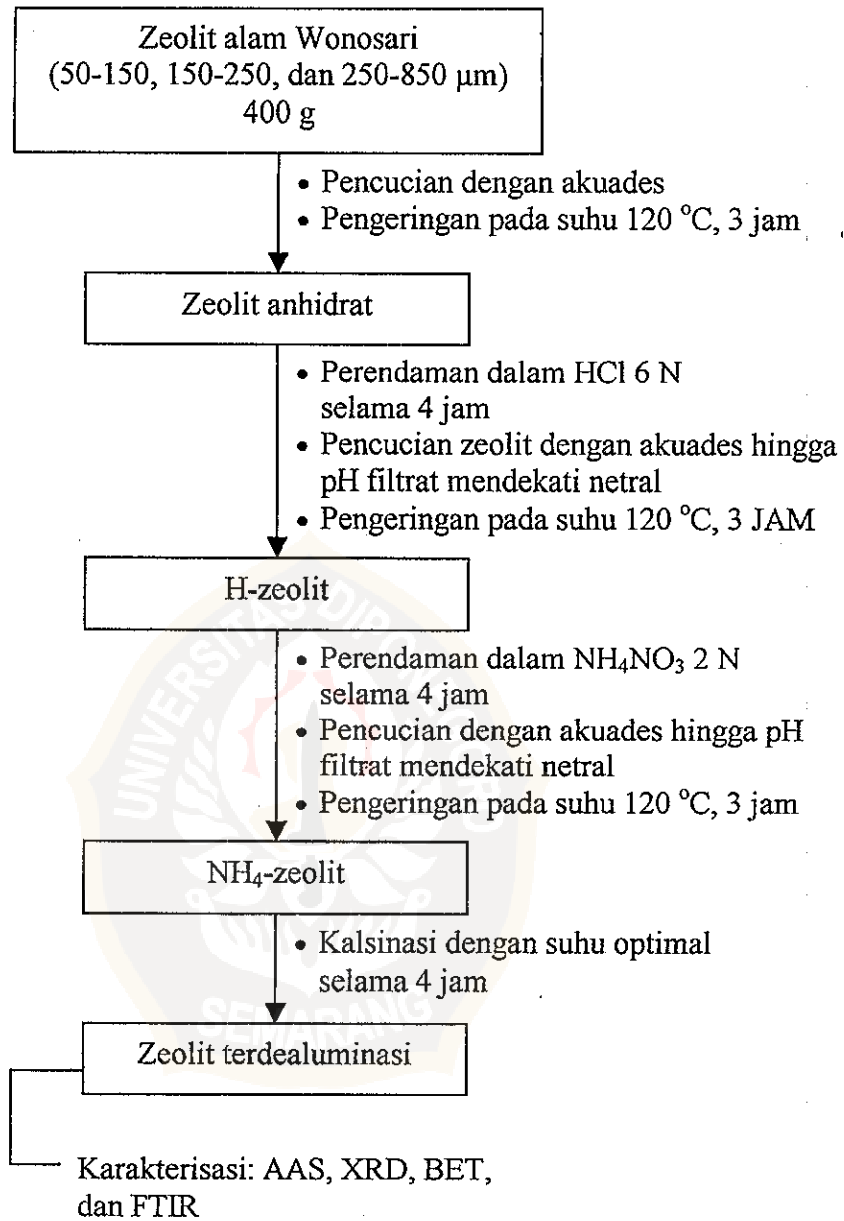 Zeolit alam Wonosari
(50-150, 150-250, dan 250-850 µm)
400 g
• Pencucian dengan akuades
• Pengeringan pada suhu 120 °C, 3 jam
Zeolit anhidrat
• Perendaman dalam HCl 6 N
selama 4 jam
• Pencucian zeolit dengan akuades hingga
pH filtrat mendekati netral
• Pengeringan pada suhu 120 °C, 3 JAM
H-zeolit
• Perendaman dalam NH₄NO₃ 2 N
selama 4 jam
• Pencucian dengan akuades hingga pH
filtrat mendekati netral
• Pengeringan pada suhu 120 °C, 3 jam
NH₄-zeolit
• Kalsinasi dengan suhu optimal
selama 4 jam
Zeolit terdealuminasi
Karakterisasi: AAS, XRD, BET,
dan FTIR
UNIVERSITAS DIPONEGORO
SEMARANG